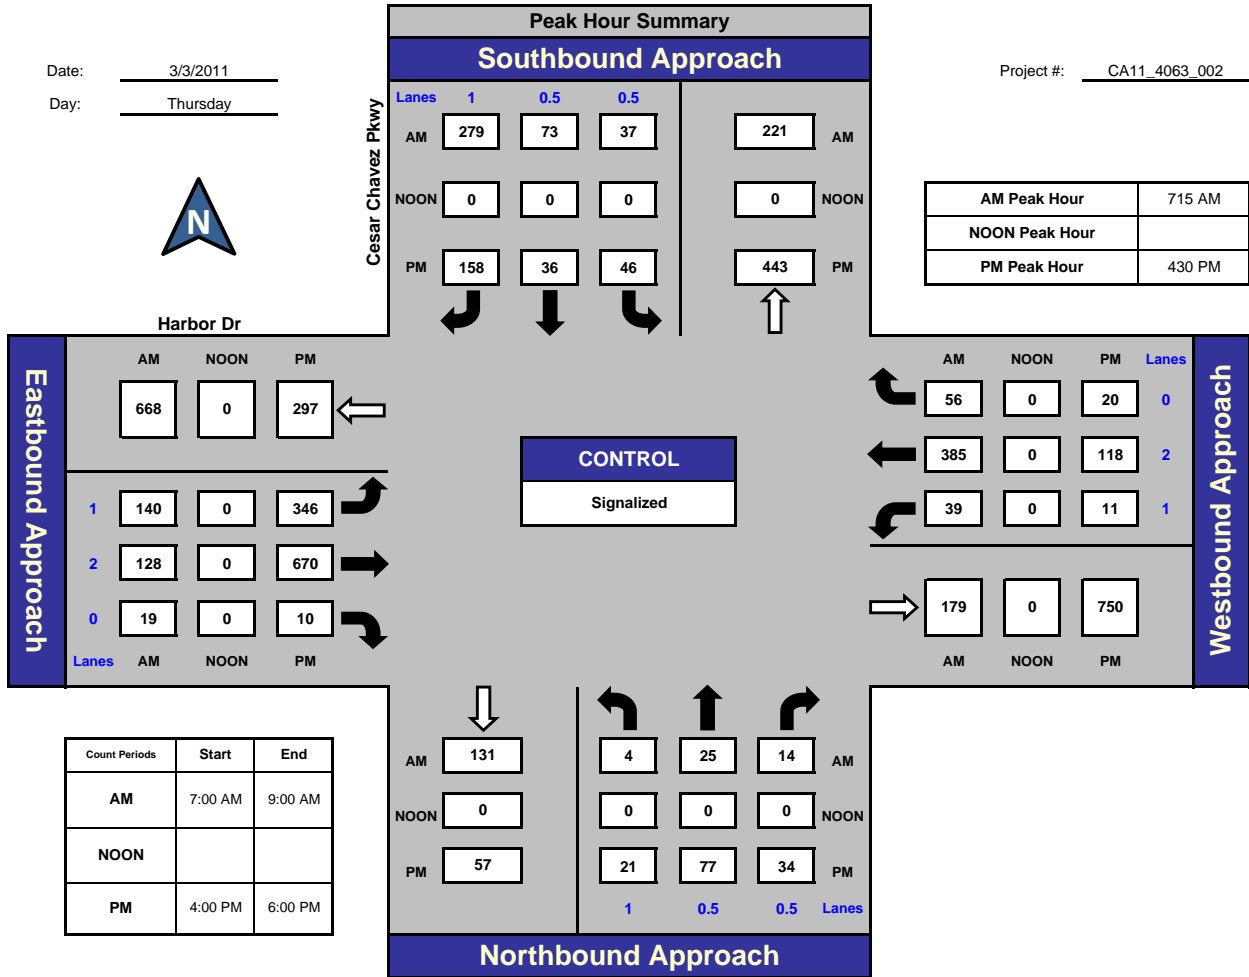 Peak Hour Summary
Southbound Approach
Date: 3/3/2011
Day: Thursday
Project #: CA11_4063_002
N
Cesar Chavez Pkwy
Lanes 1 0.5 0.5
AM 279 73 37 221 AM
NOON 0 0 0 0 NOON
PM 158 36 46 443 PM
AM Peak Hour 715 AM
NOON Peak Hour
PM Peak Hour 430 PM
Harbor Dr
Eastbound Approach
AM NOON PM
668 0 297
1 140 0 346
2 128 0 670
0 19 0 10
Lanes AM NOON PM
CONTROL
Signalized
AM NOON PM Lanes
56 0 20 0
385 0 118 2
39 0 11 1
179 0 750
AM NOON PM
Westbound Approach
Count Periods Start End
AM 7:00 AM 9:00 AM
NOON
PM 4:00 PM 6:00 PM
AM 131 4 25 14 AM
NOON 0 0 0 0 NOON
PM 57 21 77 34 PM
1 0.5 0.5 Lanes
Northbound Approach